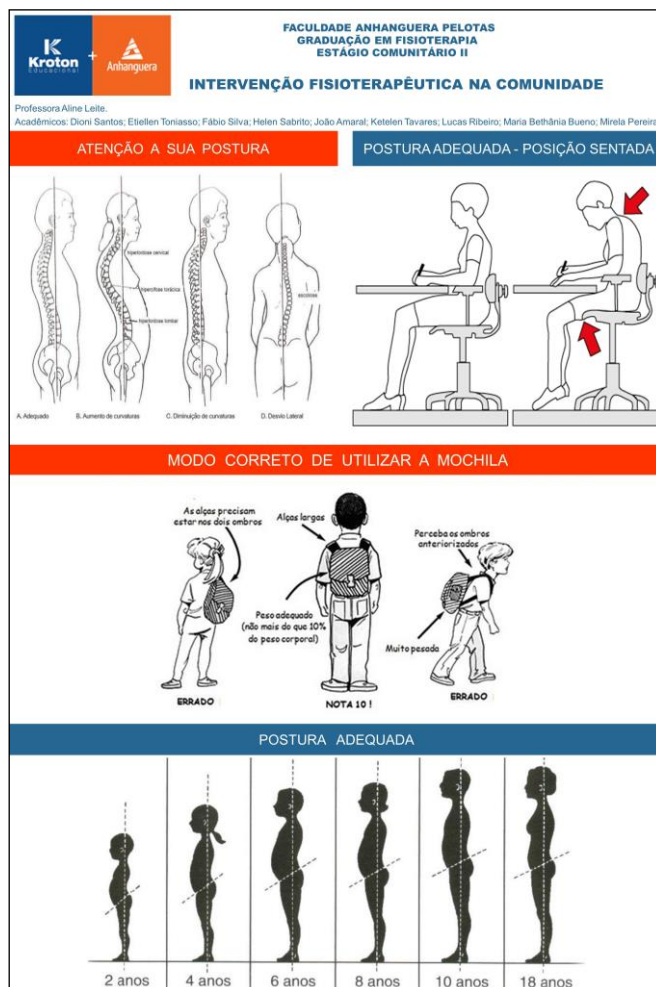 Kroton
Educacional
+
Anhanguera
FACULDADE ANHANGUERA PELOTAS
GRADUAÇÃO EM FISIOTERAPIA
ESTÁGIO COMUNITÁRIO II
INTERVENÇÃO FISIOTERAPÊUTICA NA COMUNIDADE
Professora Aline Leite.
Acadêmicos: Dioni Santos; Etiellen Toniasso; Fábio Silva; Helen Sabrito; João Amaral; Ketelen Tavares; Lucas Ribeiro; Maria Bethânia Bueno; Mirela Pereira
ATENÇÃO A SUA POSTURA
hiperlordose cervical
hipercifose torácica
hiperlordose lombar
escoliose
A. Adequado
B. Aumento de curvaturas
C. Diminuição de curvaturas
D. Desvio Lateral
POSTURA ADEQUADA - POSIÇÃO SENTADA
MODO CORRETO DE UTILIZAR A MOCHILA
As alças precisam
estar nos dois ombros
ERRADO
Alças largas
Peso adequado
(não mais do que 10%
do peso corporal)
NOTA 10 !
Perceba os ombros
anteriorizados
Muito pesada
ERRADO
POSTURA ADEQUADA
2 anos
4 anos
6 anos
8 anos
10 anos
18 anos